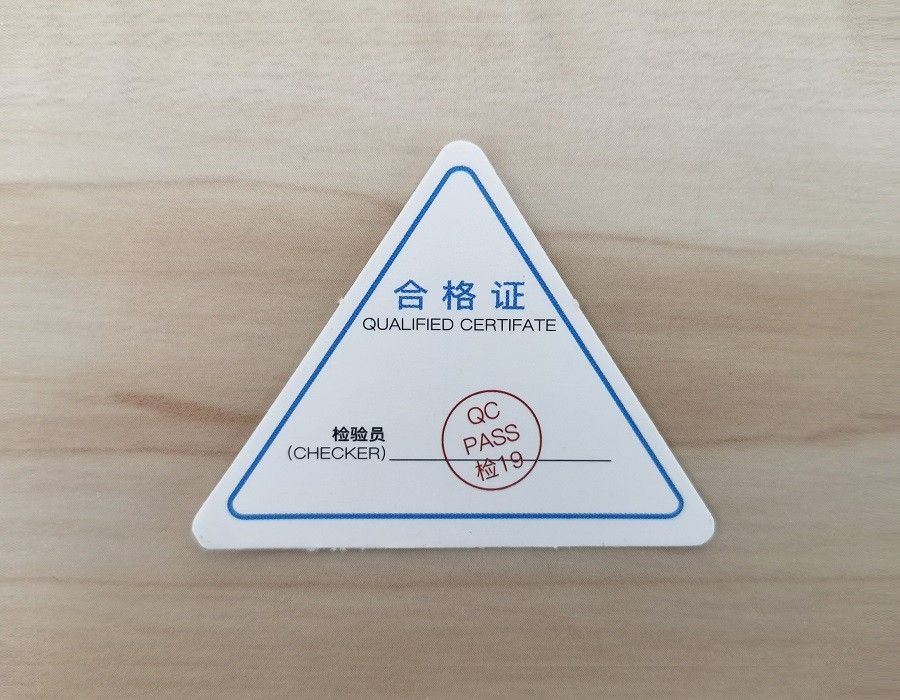 合格证
QUALIFIED CERTIFATE
检验员
(CHECKER)
QC
PASS
检19